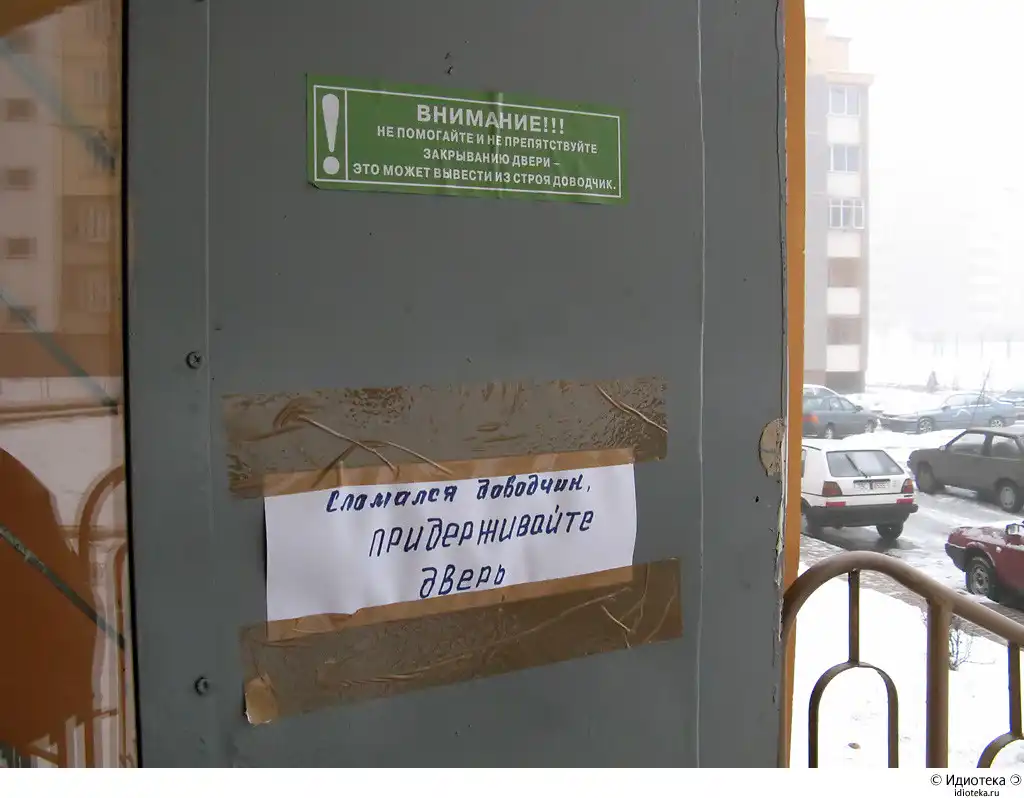 ВНИМАНИЕ!!!
НЕ ПОМОГАЙТЕ И НЕ ПРЕПЯТСТВУЙТЕ
ЗАКРЫВАНИЮ ДВЕРИ –
ЭТО МОЖЕТ ВЫВЕСТИ ИЗ СТРОЯ ДОВОДЧИК.
Сломался доводчик,
придерживайте
дверь
© Идиотека
idioteka.ru